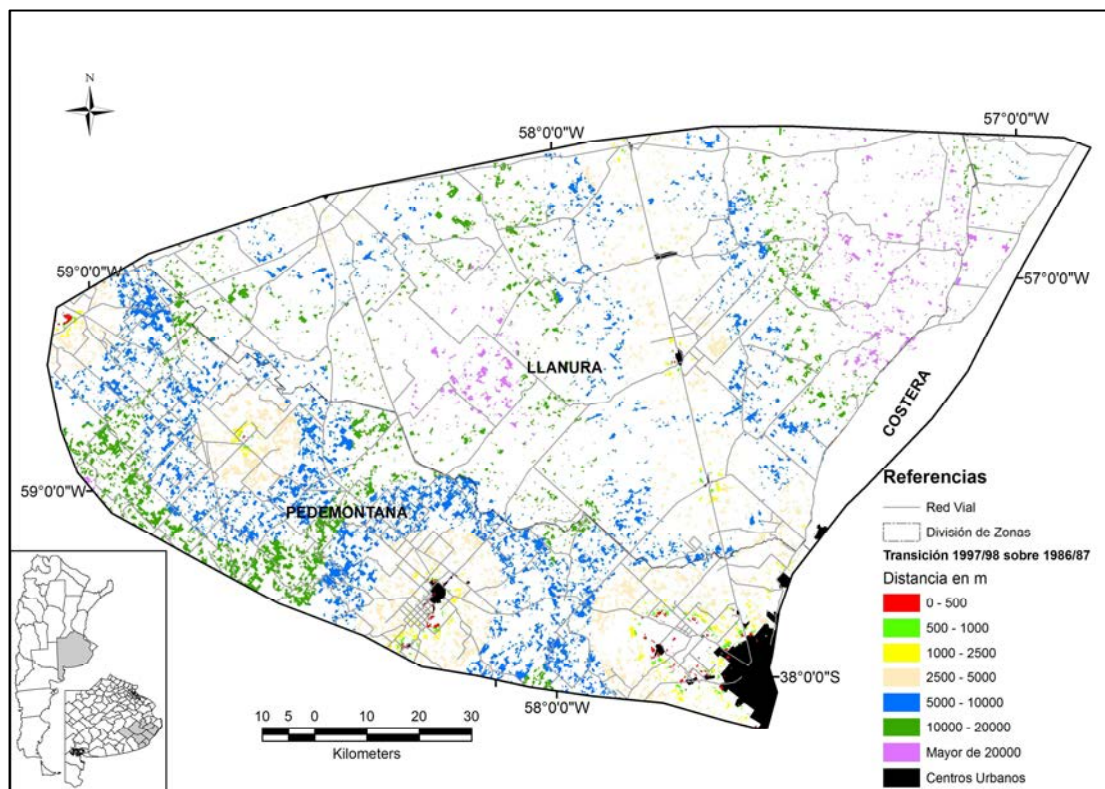 N
58°0'0"W
57°0'0"W
59°0'0"W
57°0'0"W
LLANURA
COSTERA
59°0'0"W
PEDEMONTANA
Referencias
Red Vial
División de Zonas
Transición 1997/98 sobre 1986/87
Distancia en m
0 - 500
500 - 1000
1000 - 2500
2500 - 5000
5000 - 10000
10000 - 20000
Mayor de 20000
Centros Urbanos
38°0'0"S
58°0'0"W
10 5 0 10 20 30
Kilometers